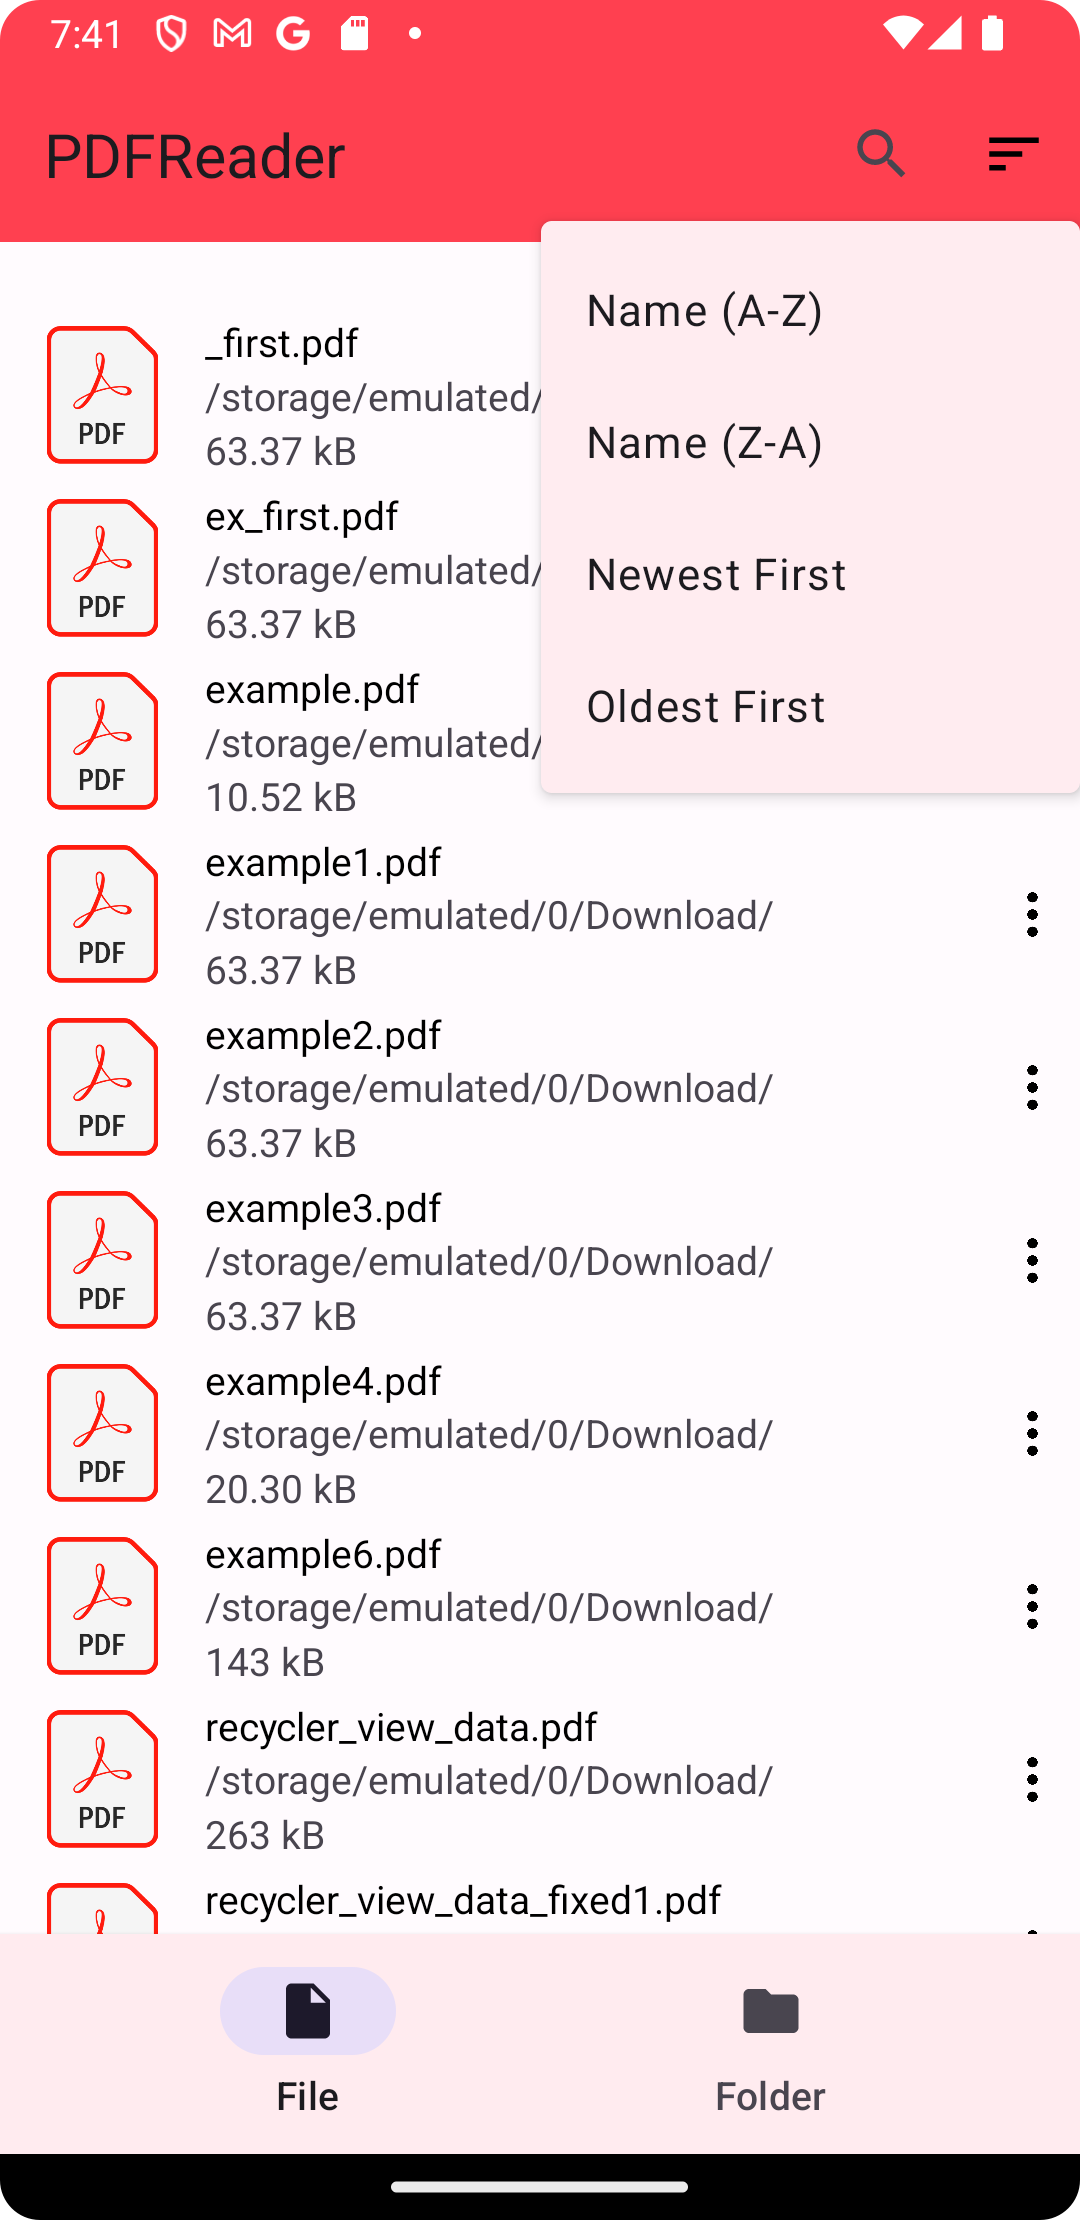 7:41
PDFReader
Name (A-Z)
Name (Z-A)
Newest First
Oldest First
_first.pdf
/storage/emulated/
63.37 kB
PDF
ex_first.pdf
/storage/emulated/
63.37 kB
PDF
example.pdf
/storage/emulated/
10.52 kB
PDF
example1.pdf
/storage/emulated/0/Download/
63.37 kB
PDF
example2.pdf
/storage/emulated/0/Download/
63.37 kB
PDF
example3.pdf
/storage/emulated/0/Download/
63.37 kB
PDF
example4.pdf
/storage/emulated/0/Download/
20.30 kB
PDF
example6.pdf
/storage/emulated/0/Download/
143 kB
PDF
recycler_view_data.pdf
/storage/emulated/0/Download/
263 kB
PDF
recycler_view_data_fixed1.pdf
File
Folder